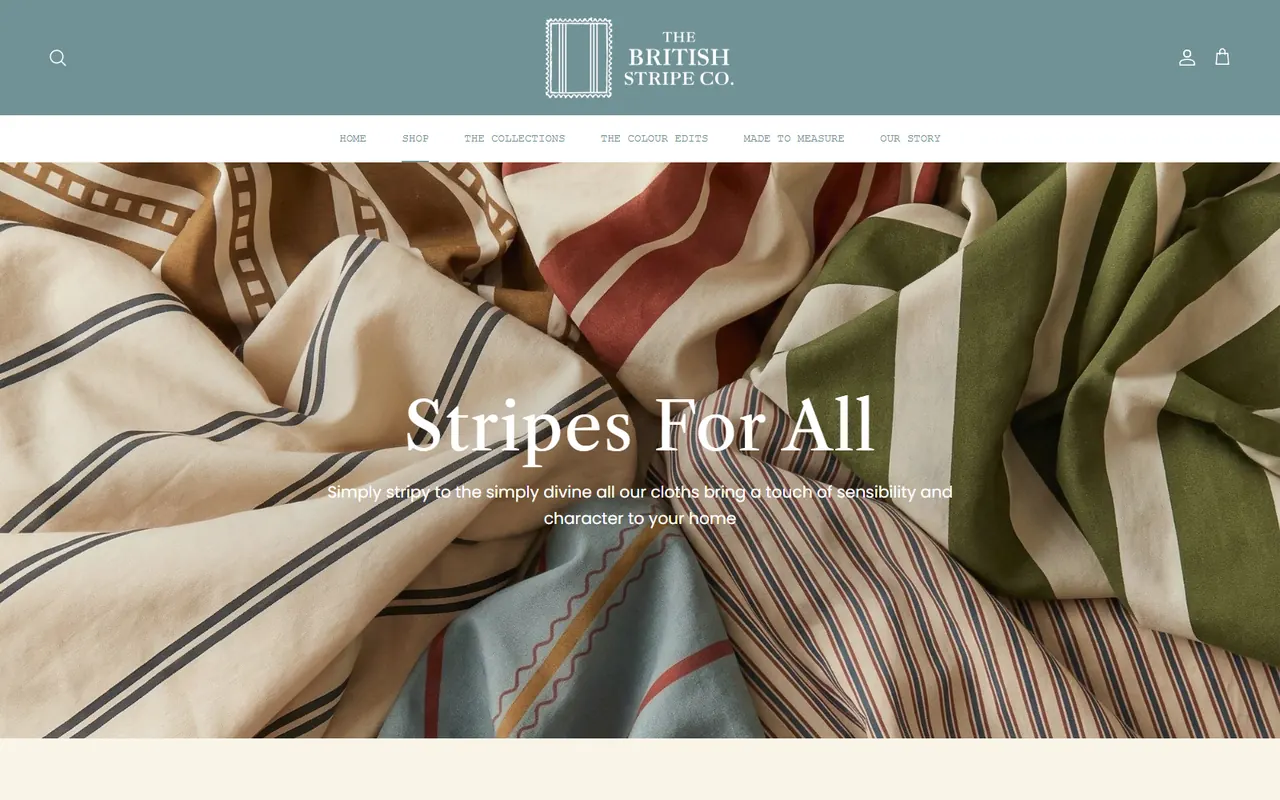 THE
BRITISH
STRIPE CO.
HOME SHOP THE COLLECTIONS THE COLOUR EDITS MADE TO MEASURE OUR STORY
Stripes For All
Simply stripy to the simply divine all our cloths bring a touch of sensibility and
character to your home